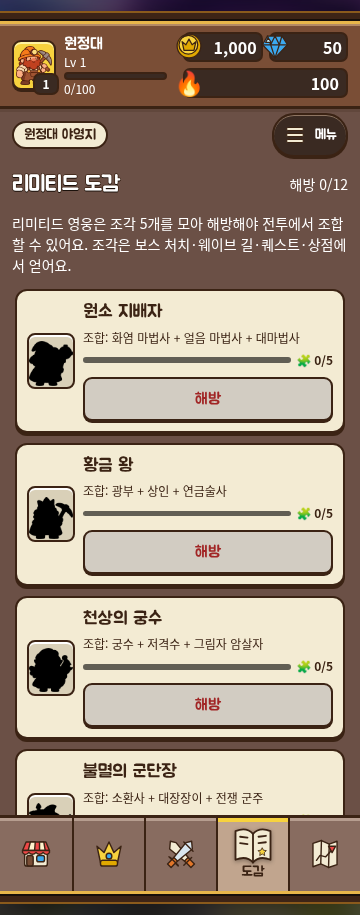 원정대
Lv 1
0/100
1
1,000
50
100
원정대 야영지
메뉴
리미티드 도감
해방 0/12
리미티드 영웅은 조각 5개를 모아 해방해야 전투에서 조합
할 수 있어요. 조각은 보스 처치·웨이브 길·퀘스트·상점에
서 얻어요.
원소 지배자
조합: 화염 마법사 + 얼음 마법사 + 대마법사
0/5
해방
황금 왕
조합: 광부 + 상인 + 연금술사
0/5
해방
천상의 궁수
조합: 궁수 + 저격수 + 그림자 암살자
0/5
해방
불멸의 군단장
조합: 소환사 + 대장장이 + 전쟁 군주
도감